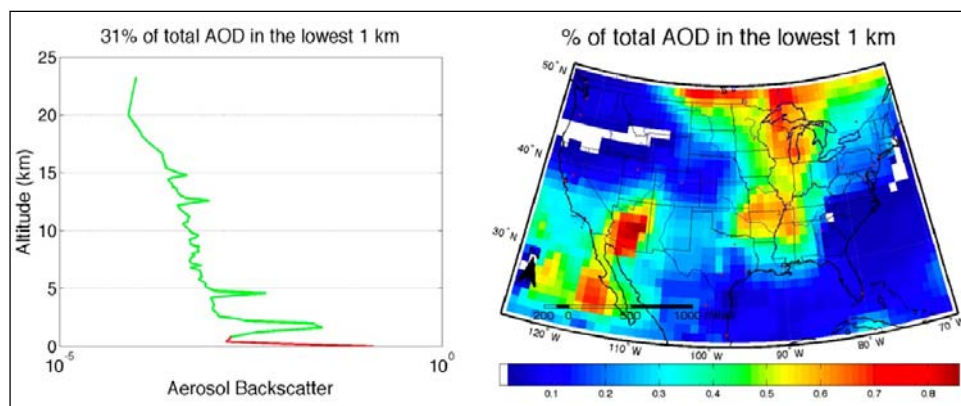 31% of total AOD in the lowest 1 km
25
20
15
10
5
0
Altitude (km)
10⁻⁵
10⁰
Aerosol Backscatter
% of total AOD in the lowest 1 km
50°N
40°N
30°N
200 0 500 1000
120°W
110°W
100°W
90°W
80°W
70°W
0.1 0.2 0.3 0.4 0.5 0.6 0.7 0.8